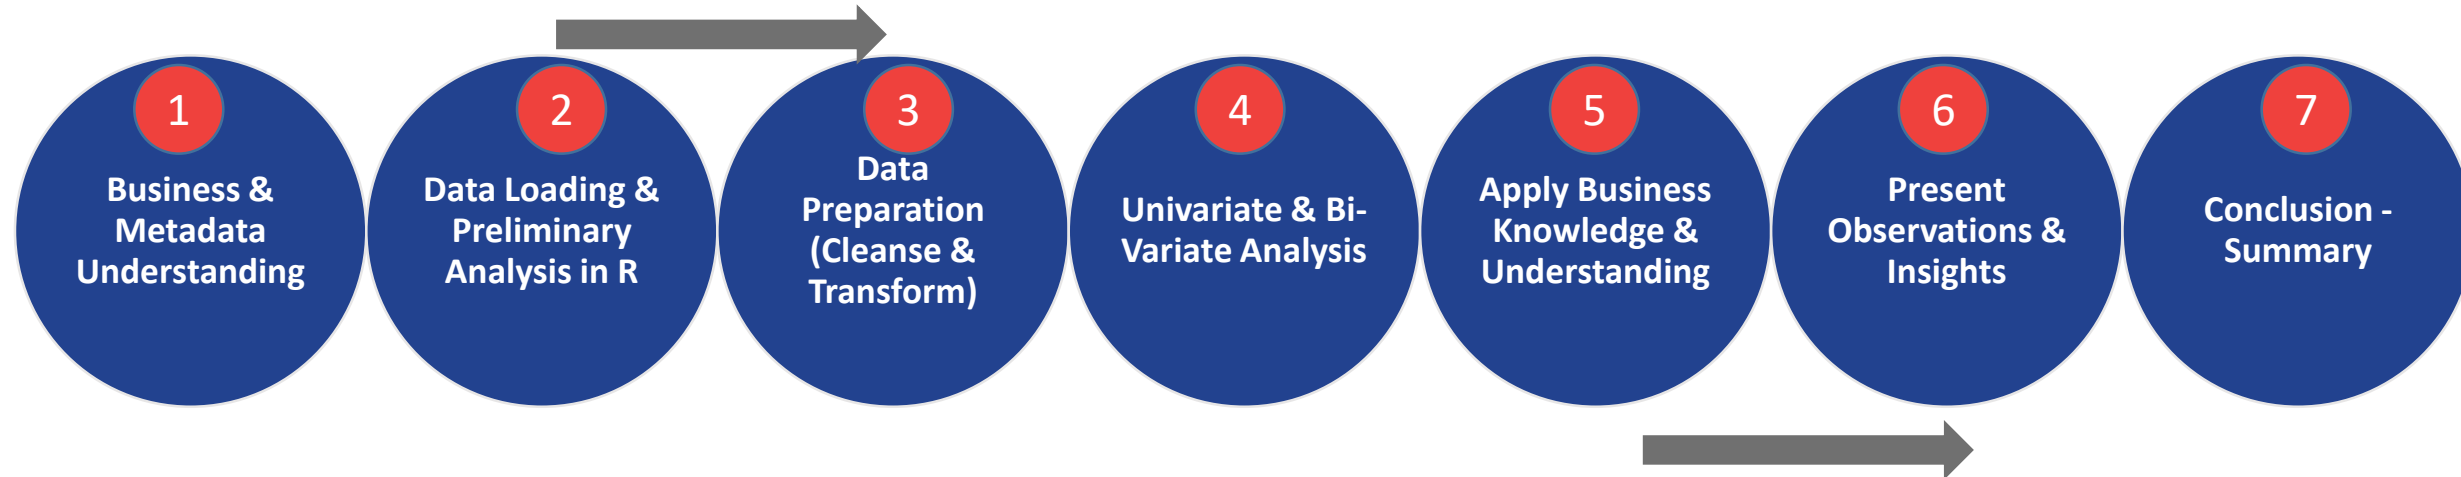 1
Business &
Metadata
Understanding
2
Data Loading &
Preliminary
Analysis in R
3
Data
Preparation
(Cleanse &
Transform)
4
Univariate & Bi-
Variate Analysis
5
Apply Business
Knowledge &
Understanding
6
Present
Observations &
Insights
7
Conclusion -
Summary